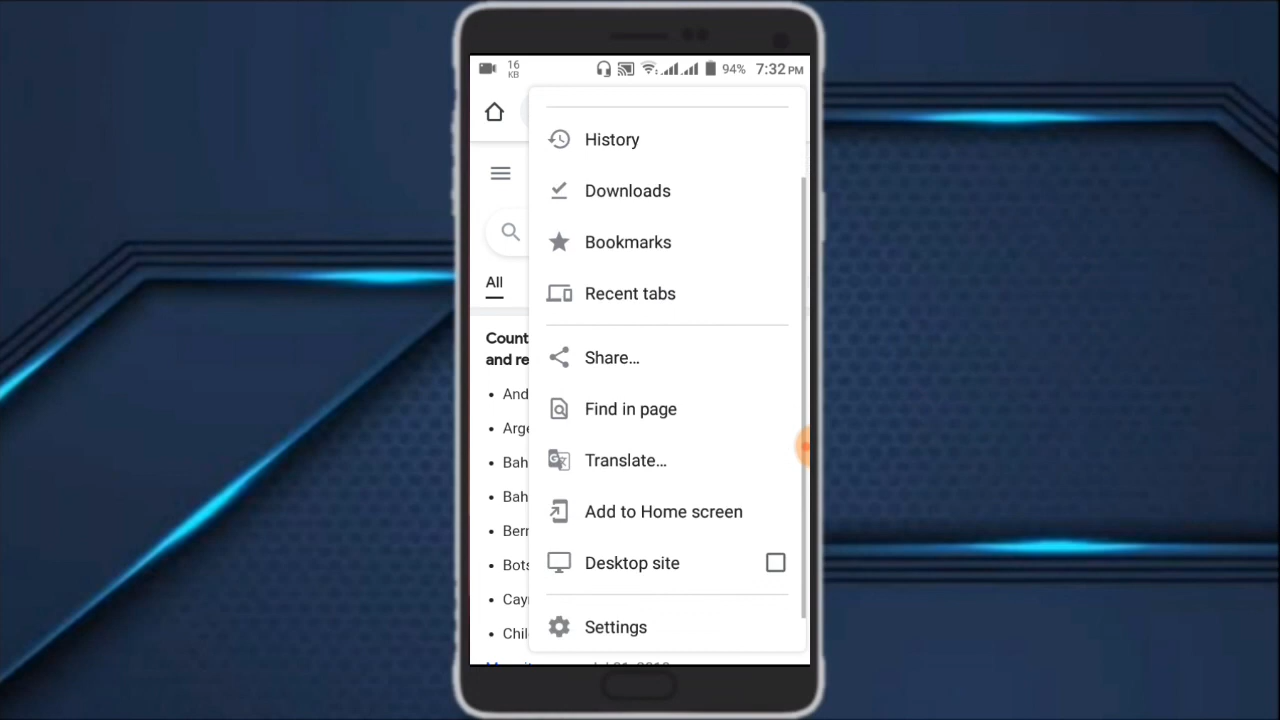 16
KB
94%
7:32 PM
History
Downloads
Bookmarks
Recent tabs
All
Count
and re
Share...
Find in page
Translate...
Add to Home screen
Desktop site
Settings
• And
• Arge
• Bah
• Bah
• Berr
• Bots
• Cayr
• Chil